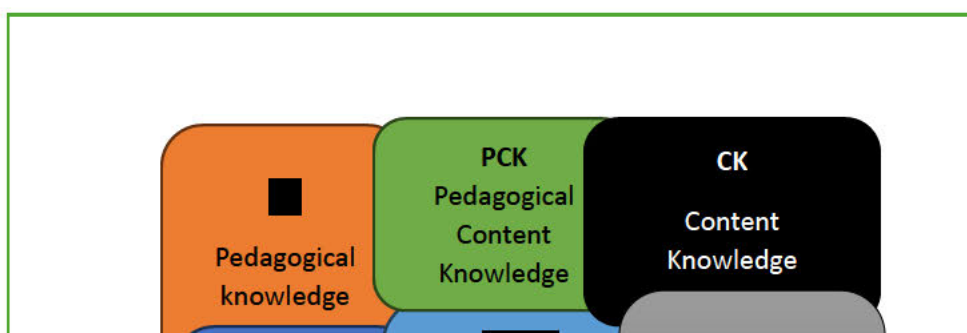 PCK
CK
Pedagogical
Content
Knowledge
Content
Knowledge
Pedagogical
knowledge